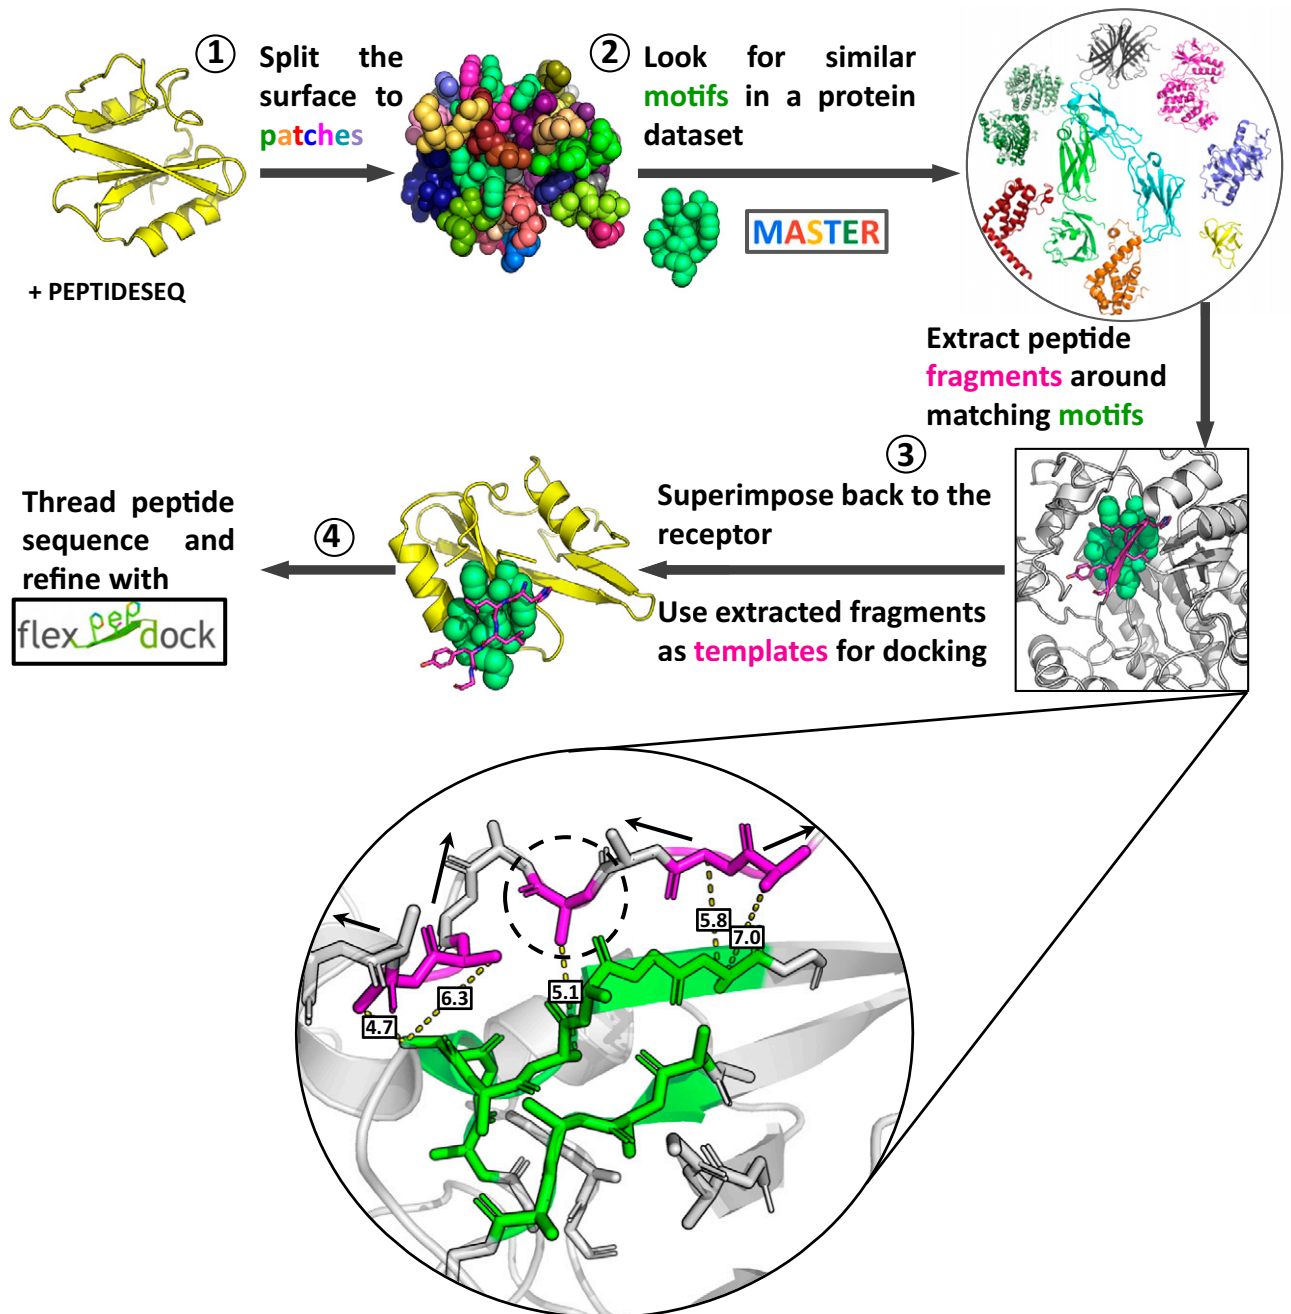 1
Split the
surface to
patches
+ PEPTIDESEQ
2
Look for similar
motifs in a protein
dataset
MASTER
Extract peptide
fragments around
matching motifs
3
Superimpose back to the
receptor
Use extracted fragments
as templates for docking
4
Thread peptide
sequence and
refine with
flex pep dock
5.8
7.0
5.1
6.3
4.7